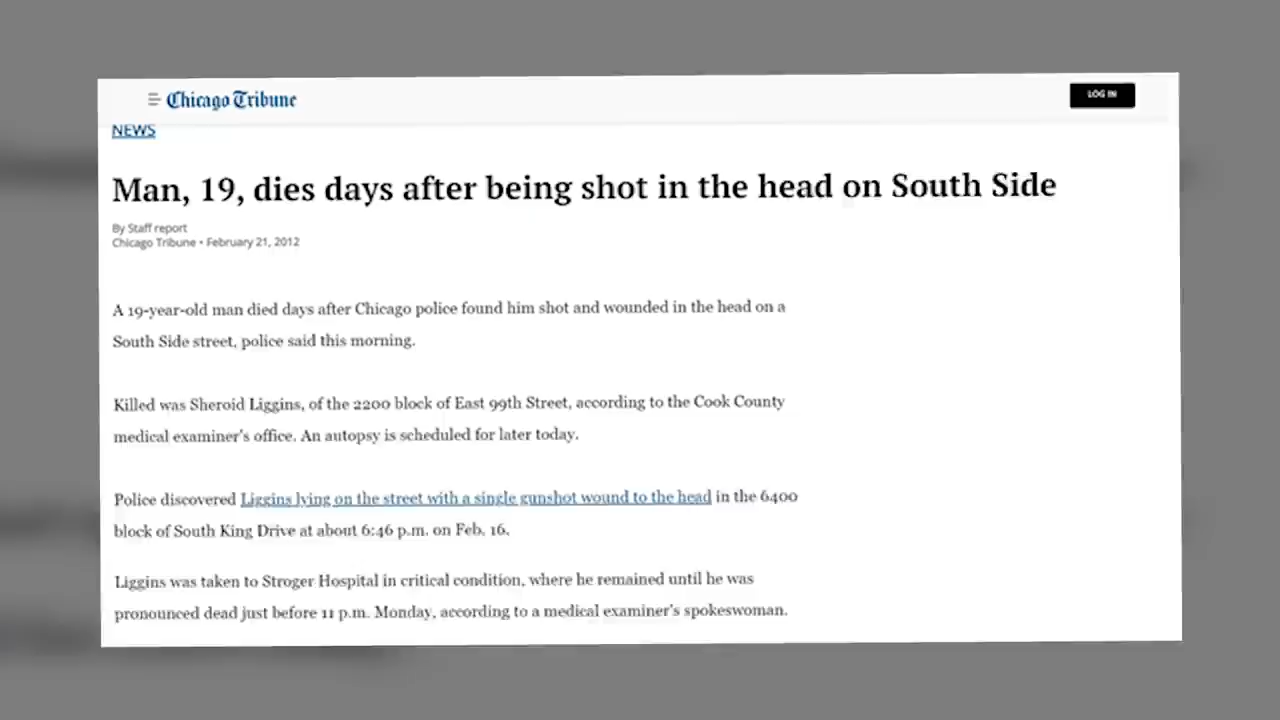 Chicago Tribune
LOG IN
NEWS
Man, 19, dies days after being shot in the head on South Side
By Staff report
Chicago Tribune • February 21, 2012
A 19-year-old man died days after Chicago police found him shot and wounded in the head on a
South Side street, police said this morning.
Killed was Sheroid Liggins, of the 2200 block of East 99th Street, according to the Cook County
medical examiner's office. An autopsy is scheduled for later today.
Police discovered Liggins lying on the street with a single gunshot wound to the head in the 6400
block of South King Drive at about 6:46 p.m. on Feb. 16.
Liggins was taken to Stroger Hospital in critical condition, where he remained until he was
pronounced dead just before 11 p.m. Monday, according to a medical examiner's spokeswoman.